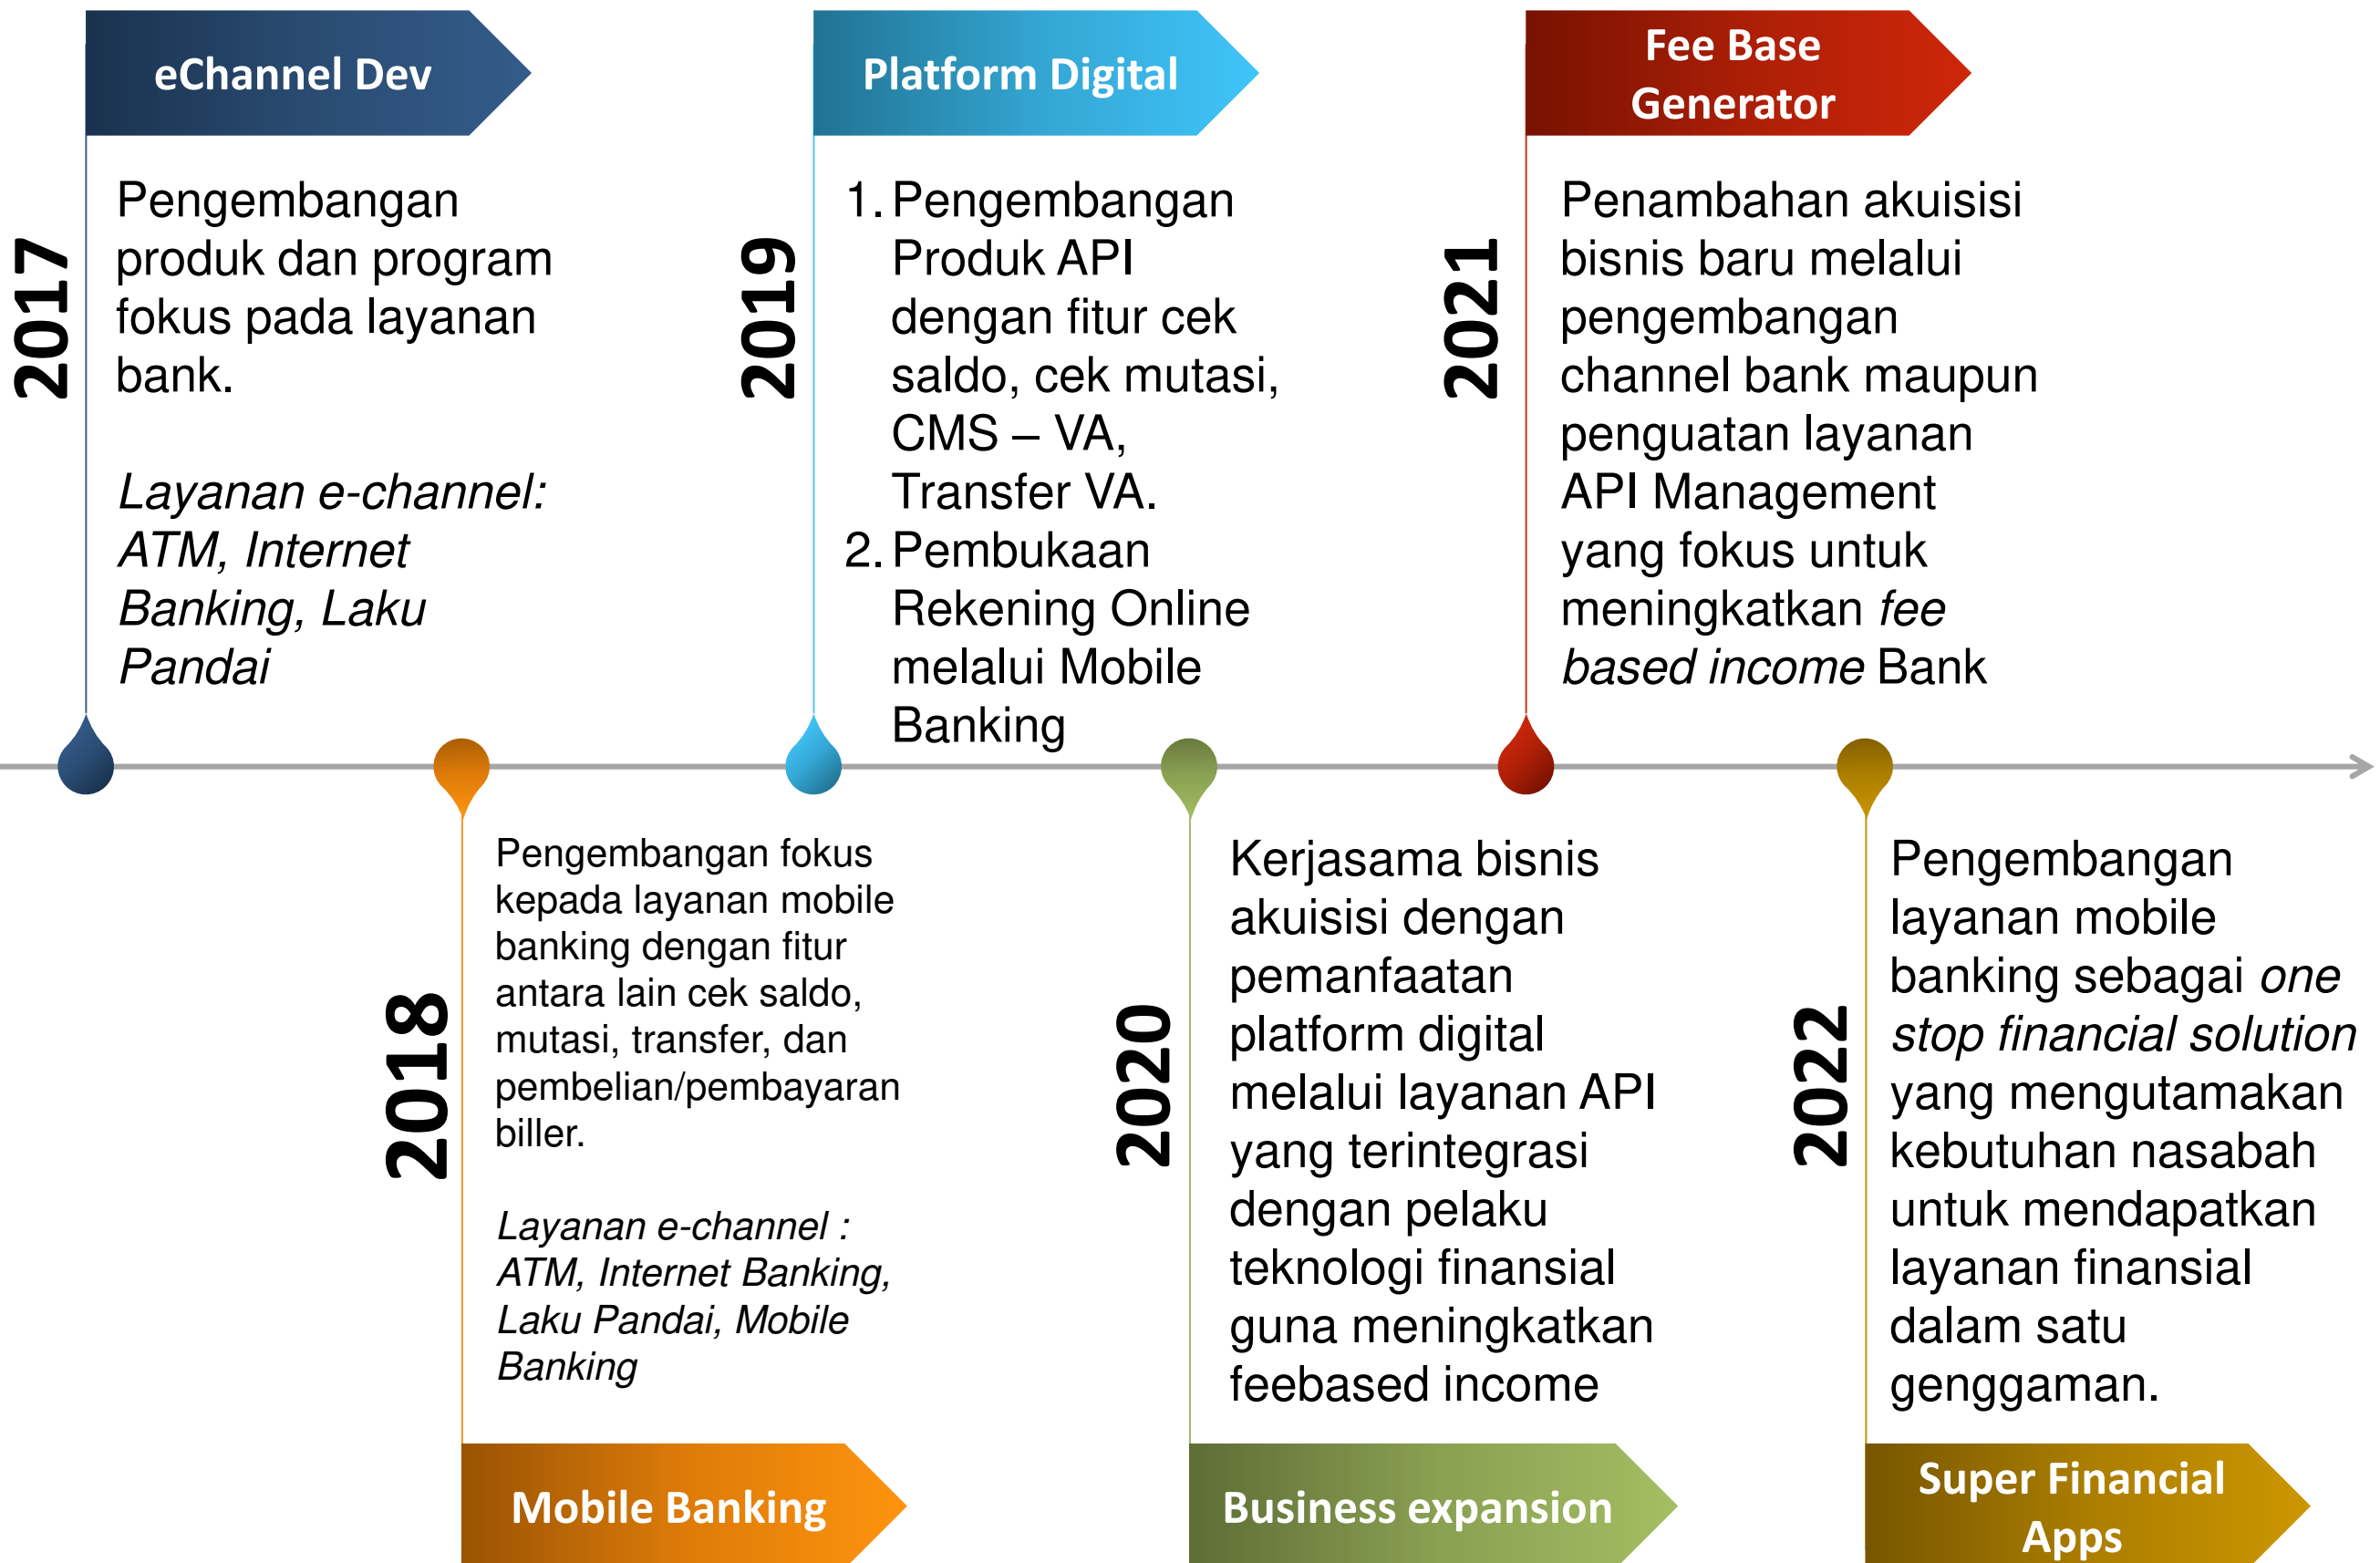 eChannel Dev
2017
Pengembangan
produk dan program
fokus pada layanan
bank.
Layanan e-channel:
ATM, Internet
Banking, Laku
Pandai
Platform Digital
2019
1. Pengembangan
Produk API
dengan fitur cek
saldo, cek mutasi,
CMS – VA,
Transfer VA.
2. Pembukaan
Rekening Online
melalui Mobile
Banking
Fee Base
Generator
2021
Penambahan akuisisi
bisnis baru melalui
pengembangan
channel bank maupun
penguatan layanan
API Management
yang fokus untuk
meningkatkan fee
based income Bank
2018
Pengembangan fokus
kepada layanan mobile
banking dengan fitur
antara lain cek saldo,
mutasi, transfer, dan
pembelian/pembayaran
biller.
Layanan e-channel :
ATM, Internet Banking,
Laku Pandai, Mobile
Banking
Mobile Banking
2020
Kerjasama bisnis
akuisisi dengan
pemanfaatan
platform digital
melalui layanan API
yang terintegrasi
dengan pelaku
teknologi finansial
guna meningkatkan
feebased income
Business expansion
2022
Pengembangan
layanan mobile
banking sebagai one
stop financial solution
yang mengutamakan
kebutuhan nasabah
untuk mendapatkan
layanan finansial
dalam satu
genggaman.
Super Financial
Apps